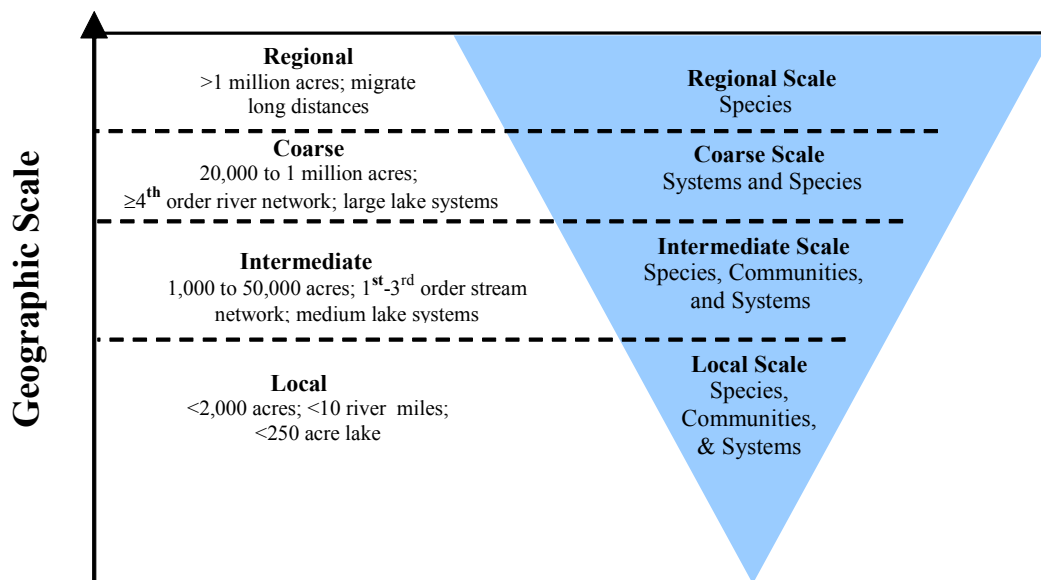 Geographic Scale
Regional
>1 million acres; migrate
long distances
Coarse
20,000 to 1 million acres;
≥4th order river network; large lake systems
Intermediate
1,000 to 50,000 acres; 1st-3rd order stream
network; medium lake systems
Local
<2,000 acres; <10 river miles;
<250 acre lake
Regional Scale
Species
Coarse Scale
Systems and Species
Intermediate Scale
Species, Communities,
and Systems
Local Scale
Species,
Communities,
& Systems